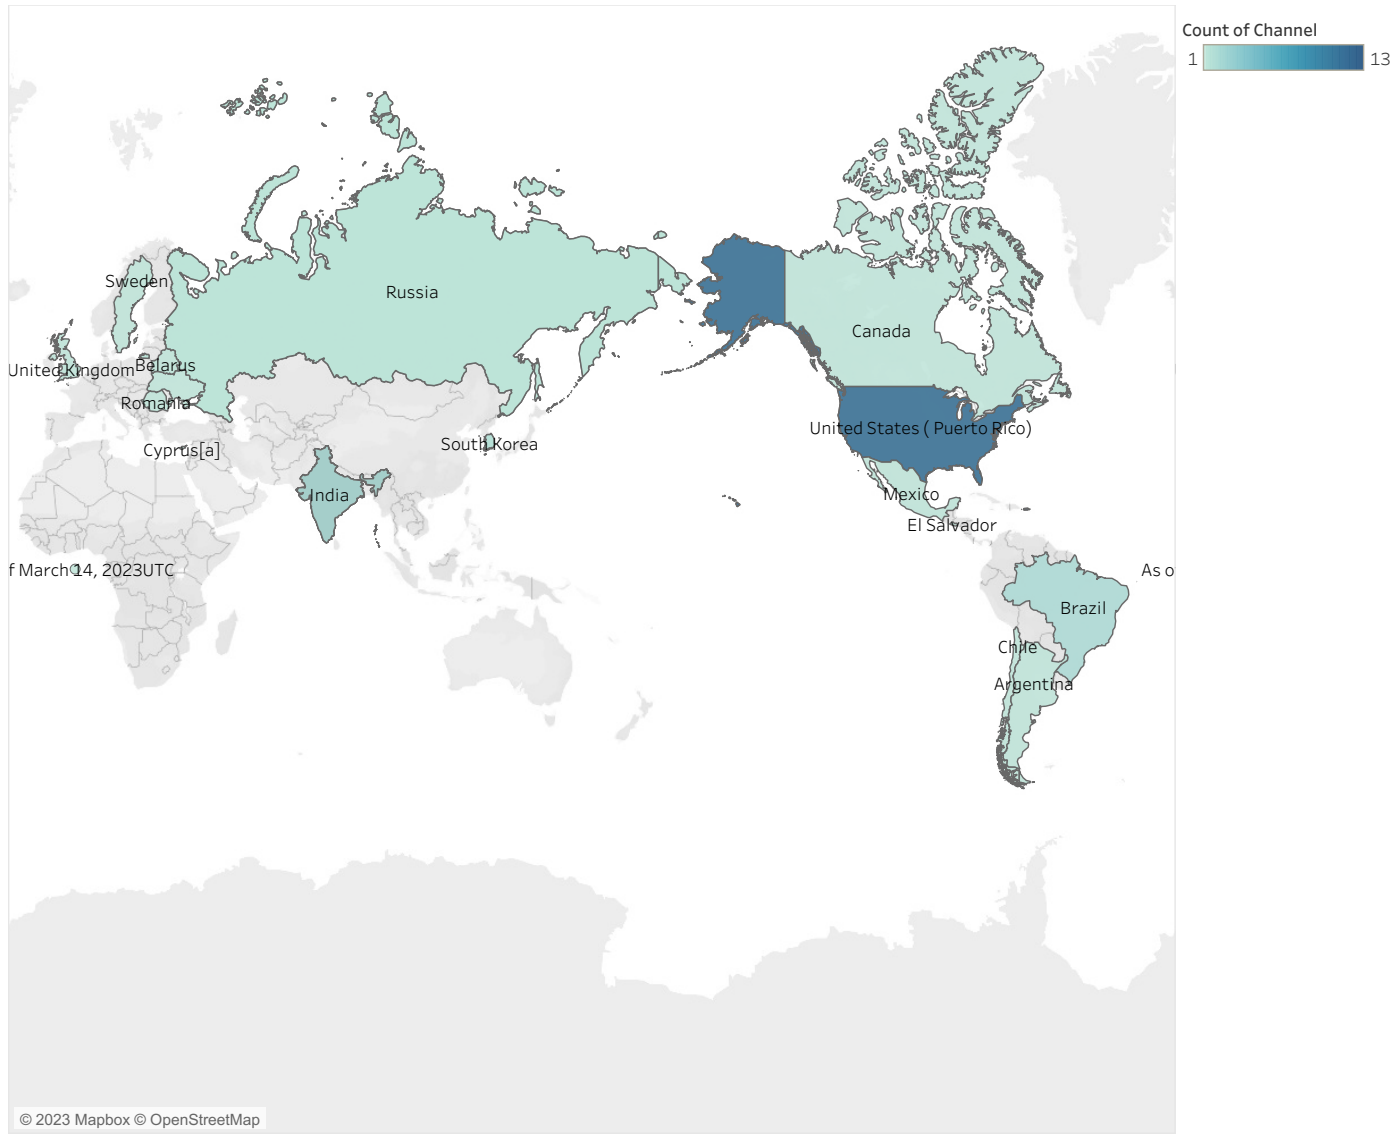 Count of Channel
1
13
Sweden
Russia
Canada
United Kingdom
Belarus
Romania
United States ( Puerto Rico)
Cyprus[a]
South Korea
India
Mexico
El Salvador
f March 14, 2023UTC
As o
Brazil
Chile
Argentina
© 2023 Mapbox © OpenStreetMap